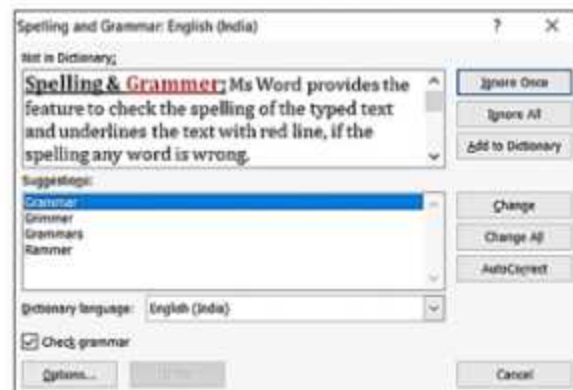 Spelling and Grammar: English (India) ? ×
Not in Dictionary:
Spelling & Grammer: Ms Word provides the
feature to check the spelling of the typed text
and underlines the text with red line, if the
spelling any word is wrong.
Ignore Once
Ignore All
Add to Dictionary
Suggestions:
Grammar
Grimmer
Grammars
Rammer
Change
Change All
AutoCorrect
Dictionary language: English (India)
Check grammar
Options...
Cancel